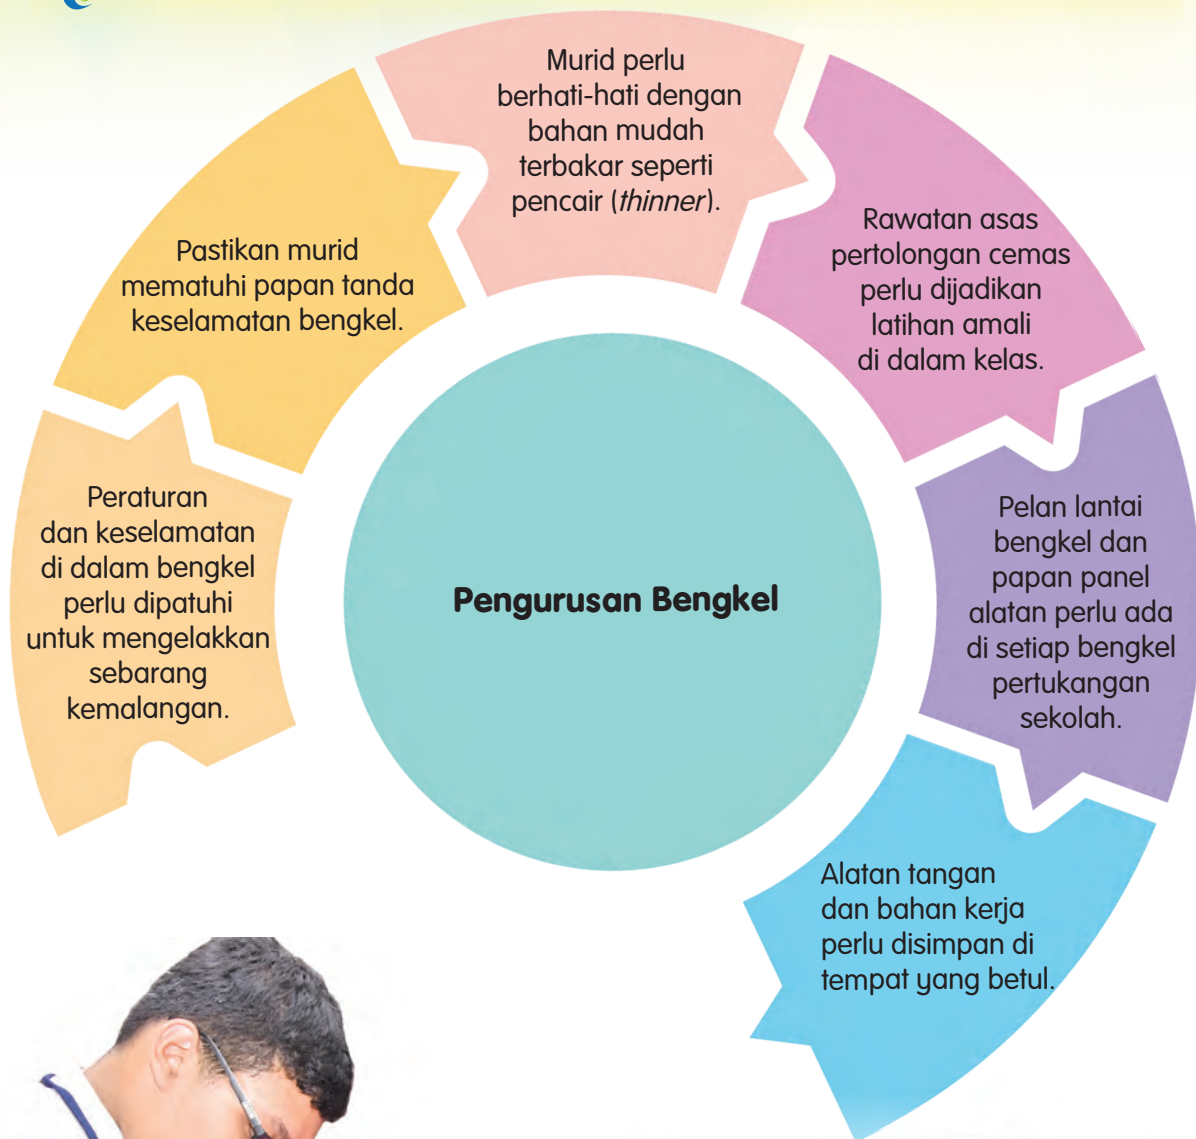 Peraturan
dan keselamatan
di dalam bengkel
perlu dipatuhi
untuk mengelakkan
sebarang
kemalangan.
Pastikan murid
mematuhi papan tanda
keselamatan bengkel.
Murid perlu
berhati-hati dengan
bahan mudah
terbakar seperti
pencair (thinner).
Rawatan asas
pertolongan cemas
perlu dijadikan
latihan amali
di dalam kelas.
Pelan lantai
bengkel dan
papan panel
alatan perlu ada
di setiap bengkel
pertukangan
sekolah.
Alatan tangan
dan bahan kerja
perlu disimpan di
tempat yang betul.
Pengurusan Bengkel